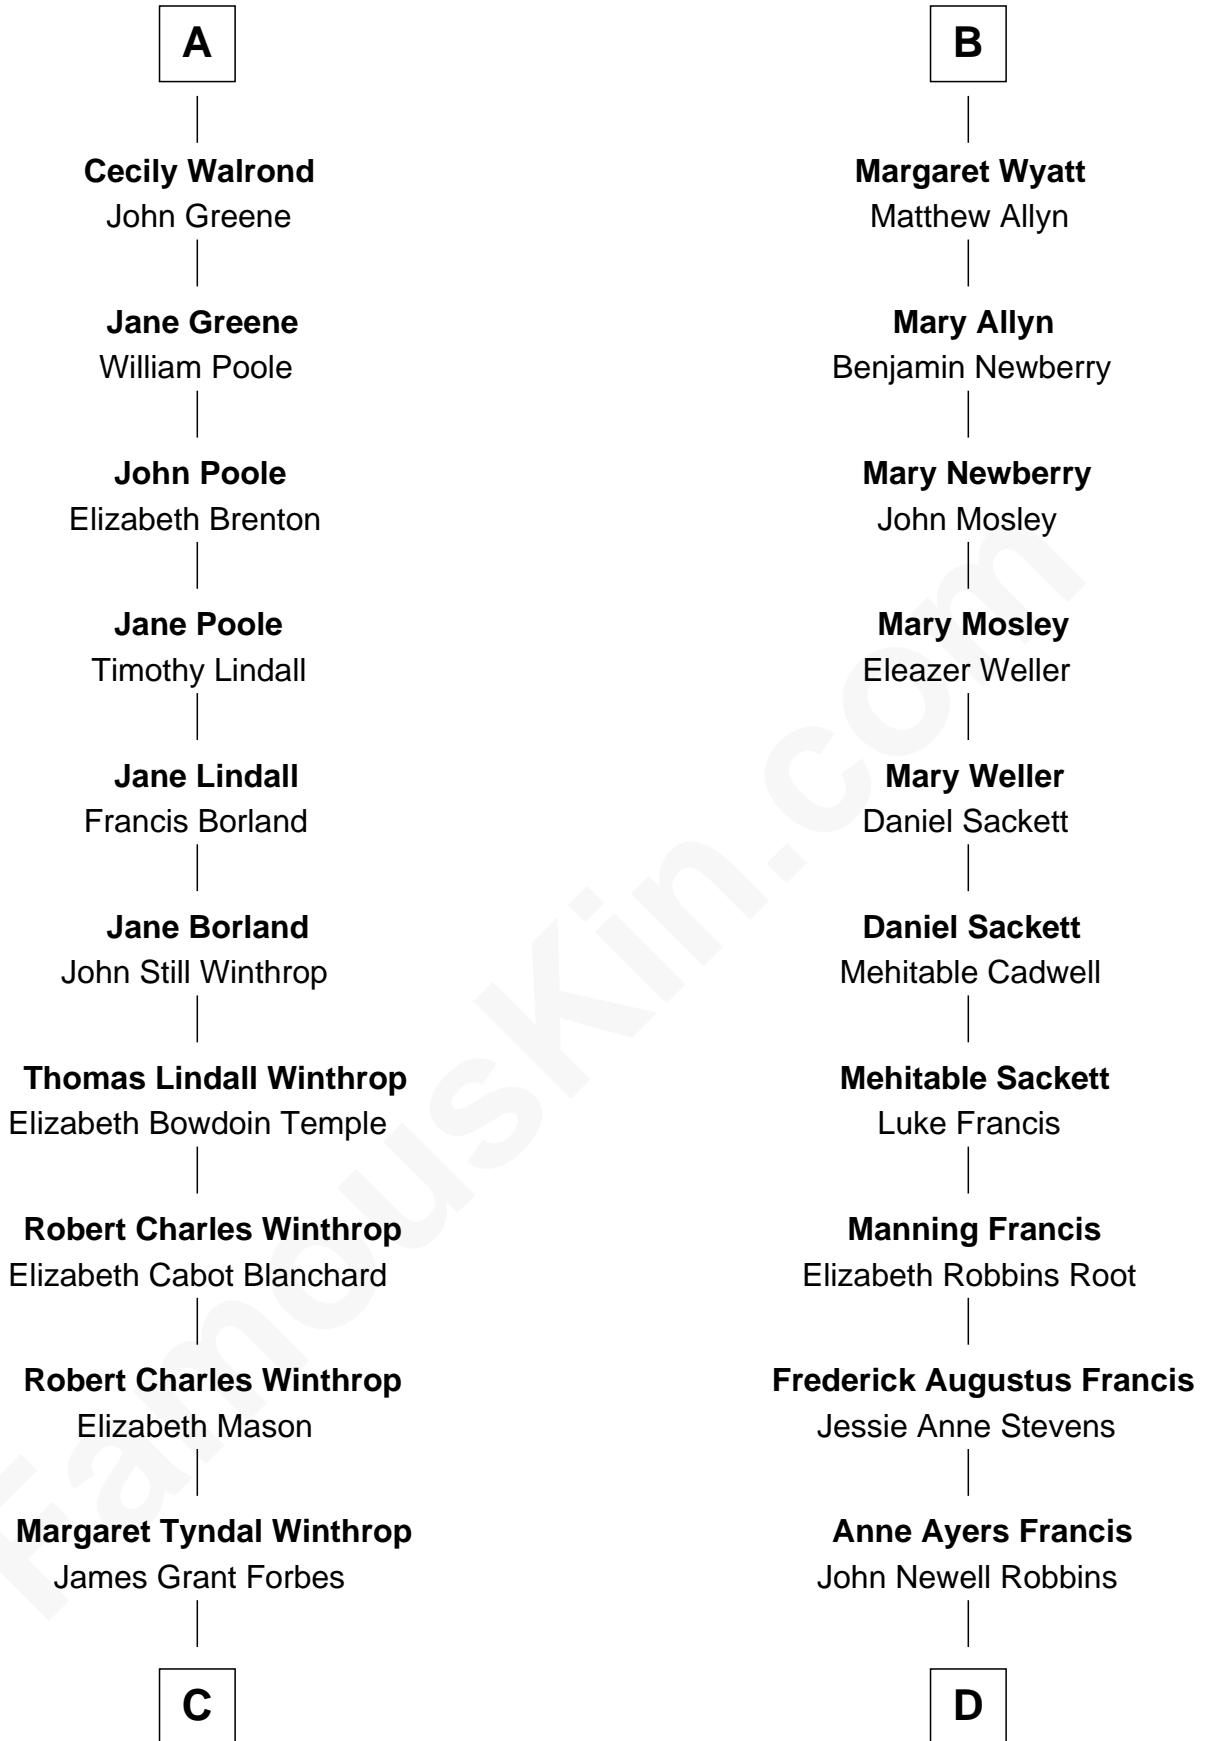 A
Cecily Walrond
John Greene
Jane Greene
William Poole
John Poole
Elizabeth Brenton
Jane Poole
Timothy Lindall
Jane Lindall
Francis Borland
Jane Borland
John Still Winthrop
Thomas Lindall Winthrop
Elizabeth Bowdoin Temple
Robert Charles Winthrop
Elizabeth Cabot Blanchard
Robert Charles Winthrop
Elizabeth Mason
Margaret Tyndal Winthrop
James Grant Forbes
C
B
Margaret Wyatt
Matthew Allyn
Mary Allyn
Benjamin Newberry
Mary Newberry
John Mosley
Mary Mosley
Eleazer Weller
Mary Weller
Daniel Sackett
Daniel Sackett
Mehitable Cadwell
Mehitable Sackett
Luke Francis
Manning Francis
Elizabeth Robbins Root
Frederick Augustus Francis
Jessie Anne Stevens
Anne Ayers Francis
John Newell Robbins
D
FamousKin.com